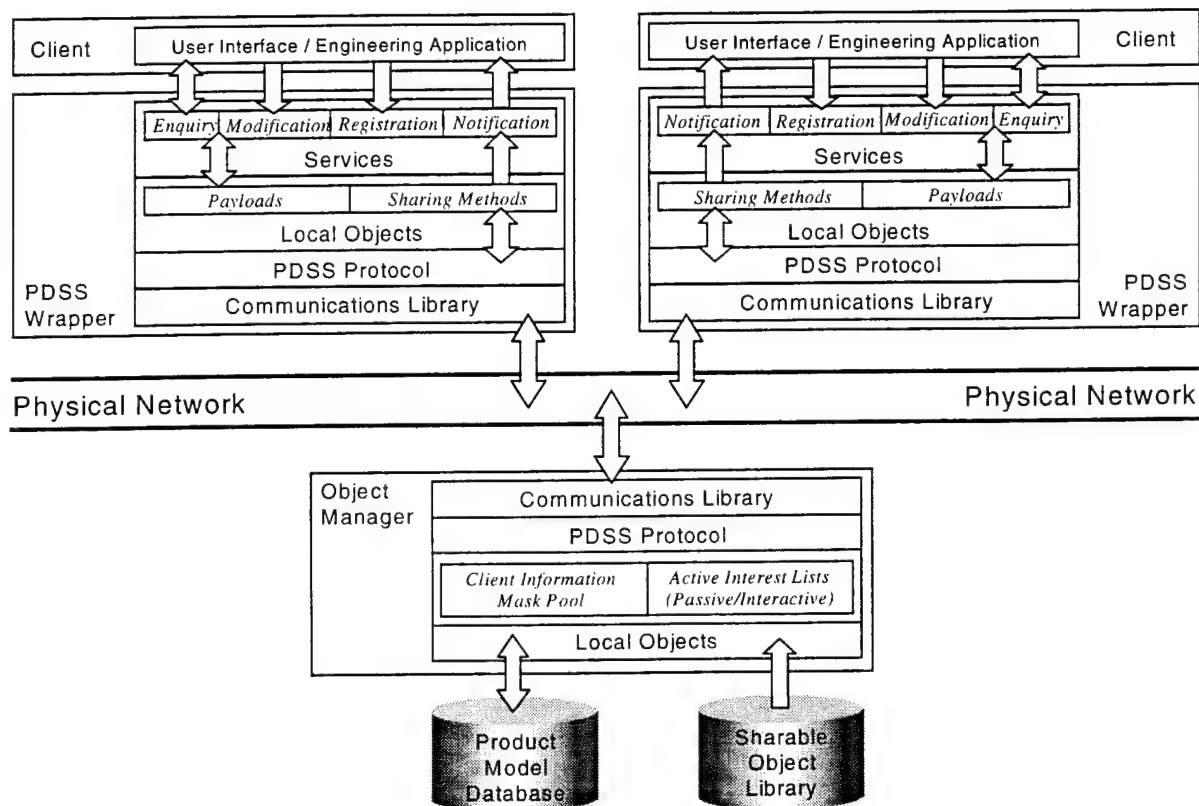 Client
User Interface / Engineering Application
Enquiry
Modification
Registration
Notification
Services
Payloads
Sharing Methods
Local Objects
PDSS Protocol
Communications Library
PDSS
Wrapper
User Interface / Engineering Application
Client
Notification
Registration
Modification
Enquiry
Services
Sharing Methods
Payloads
Local Objects
PDSS Protocol
Communications Library
PDSS
Wrapper
Physical Network
Physical Network
Object
Manager
Communications Library
PDSS Protocol
Client Information
Mask Pool
Active Interest Lists
(Passive/Interactive)
Local Objects
Product
Model
Database
Sharable
Object
Library